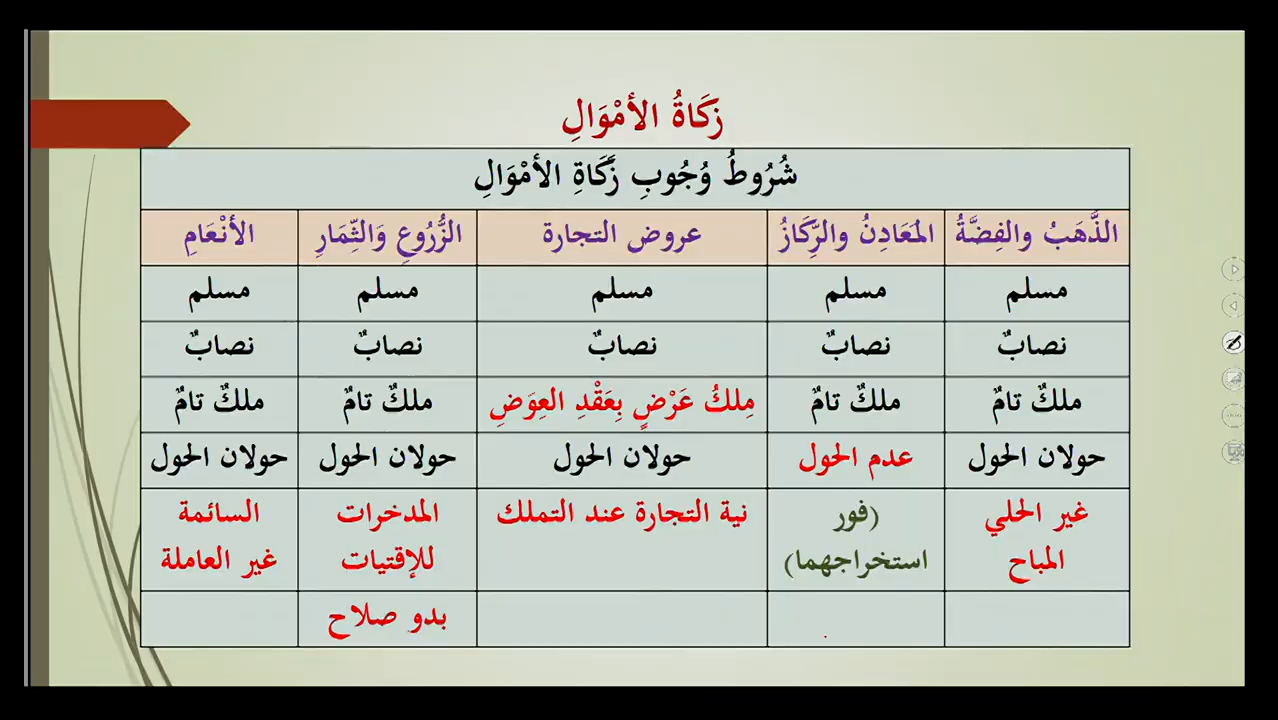 زَكَاةُ الأمْوَالِ
شُرُوطُ وُجُوبِ زَكَاةِ الأمْوَالِ
الذَّهَبُ والفِضَّةُ المَعَادِنُ والرِّكَازُ عروض التجارة الزُّرُوعِ وَالثِّمَارِ الأنْعَامِ
مسلم مسلم مسلم مسلم مسلم
نصابٌ نصابٌ نصابٌ نصابٌ نصابٌ
ملكٌ تامٌ ملكٌ تامٌ مِلكُ عَرْضٍ بِعَقْدِ العِوَضِ ملكٌ تامٌ ملكٌ تامٌ
حولان الحول عدم الحول حولان الحول حولان الحول حولان الحول
غير الحلي (فور نية التجارة عند التملك المدخرات السائمة
المباح استخراجهما) للإقتيات غير العاملة
بدو صلاح